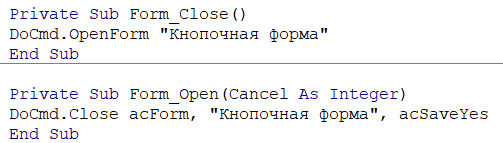 Private Sub Form_Close()
DoCmd.OpenForm "Кнопочная форма"
End Sub
Private Sub Form_Open(Cancel As Integer)
DoCmd.Close acForm, "Кнопочная форма", acSaveYes
End Sub